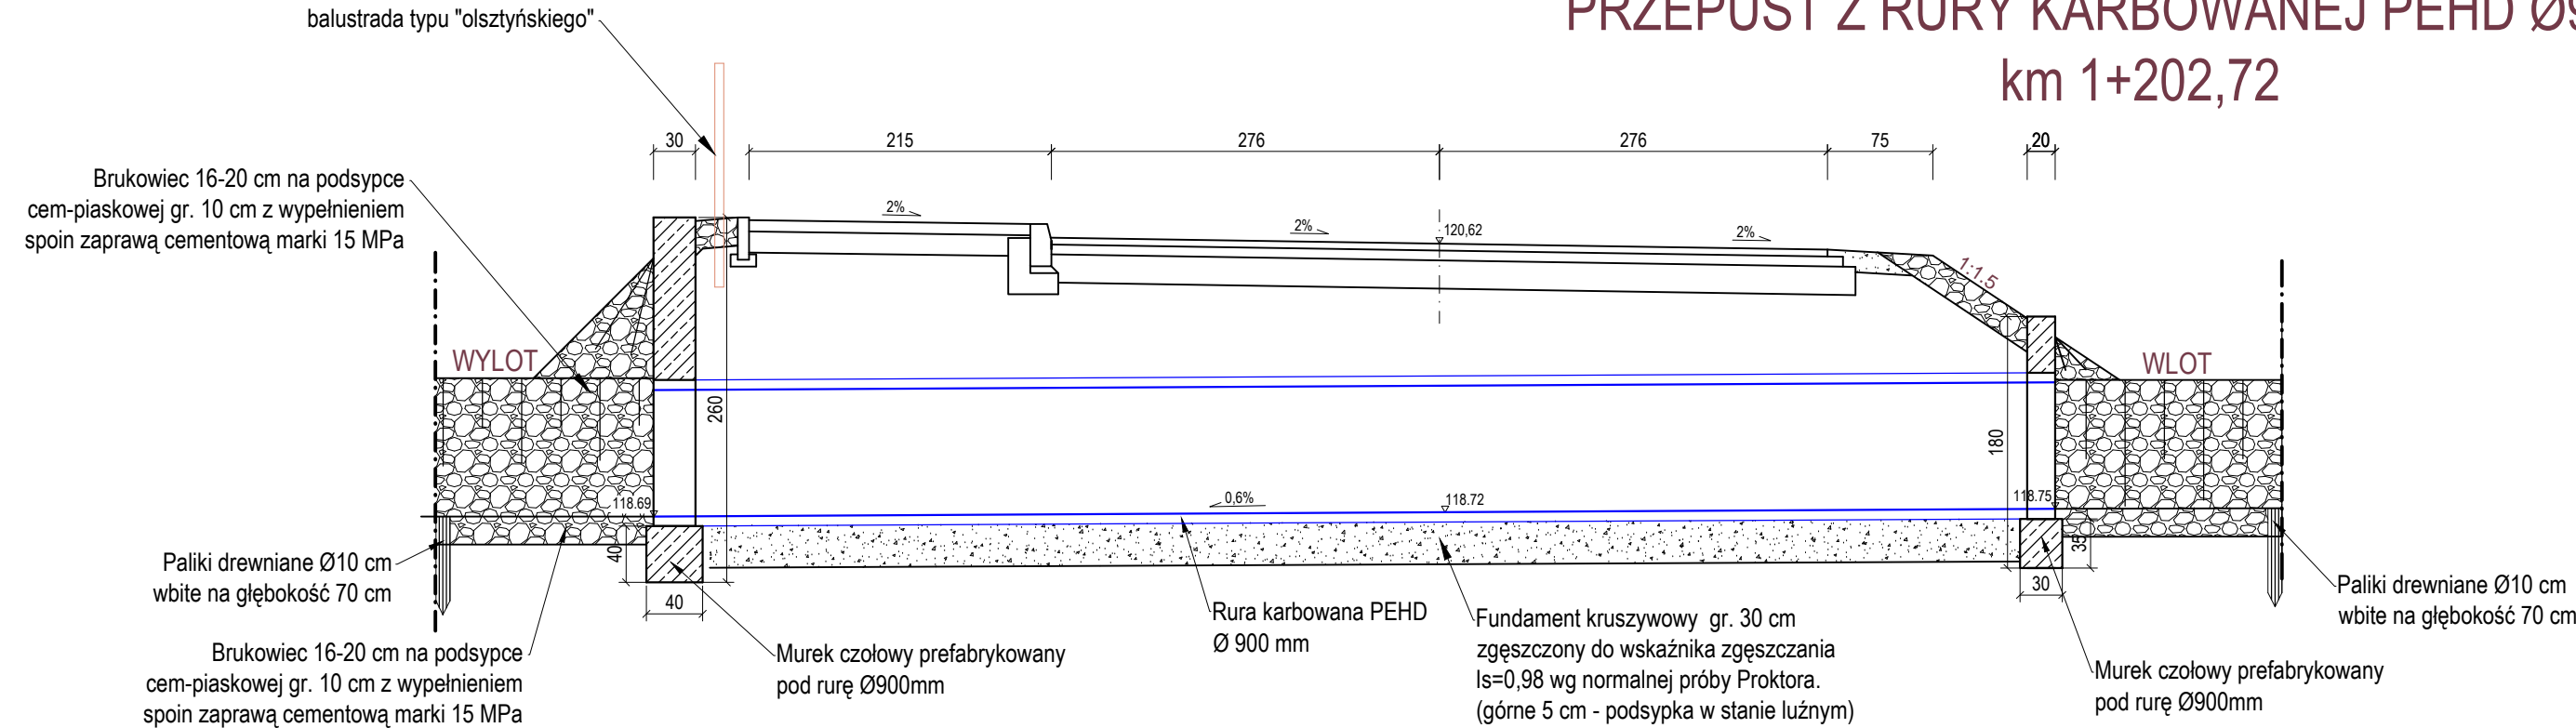 balustrada typu "olsztyńskiego"
PRZEPUST Z RURY KARBOWANEJ PEHD
km 1+202,72
30
215
276
276
75
20
Brukowiec 16-20 cm na podsypce
cem-piaskowej gr. 10 cm z wypełnieniem
spoin zaprawą cementową marki 15 MPa
2%
2%
120,62
2%
1:1.5
WYLOT
WLOT
260
180
118.69
0,6%
118.72
118.75
40
35
40
30
Paliki drewniane Ø10 cm
wbite na głębokość 70 cm
Brukowiec 16-20 cm na podsypce
cem-piaskowej gr. 10 cm z wypełnieniem
spoin zaprawą cementową marki 15 MPa
Murek czołowy prefabrykowany
pod rurę Ø900mm
Rura karbowana PEHD
Ø 900 mm
Fundament kruszywowy gr. 30 cm
zgęszczony do wskaźnika zgęszczania
Is=0,98 wg normalnej próby Proktora.
(górne 5 cm - podsypka w stanie luźnym)
Paliki drewniane Ø10 cm
wbite na głębokość 70 cm
Murek czołowy prefabrykowany
pod rurę Ø900mm